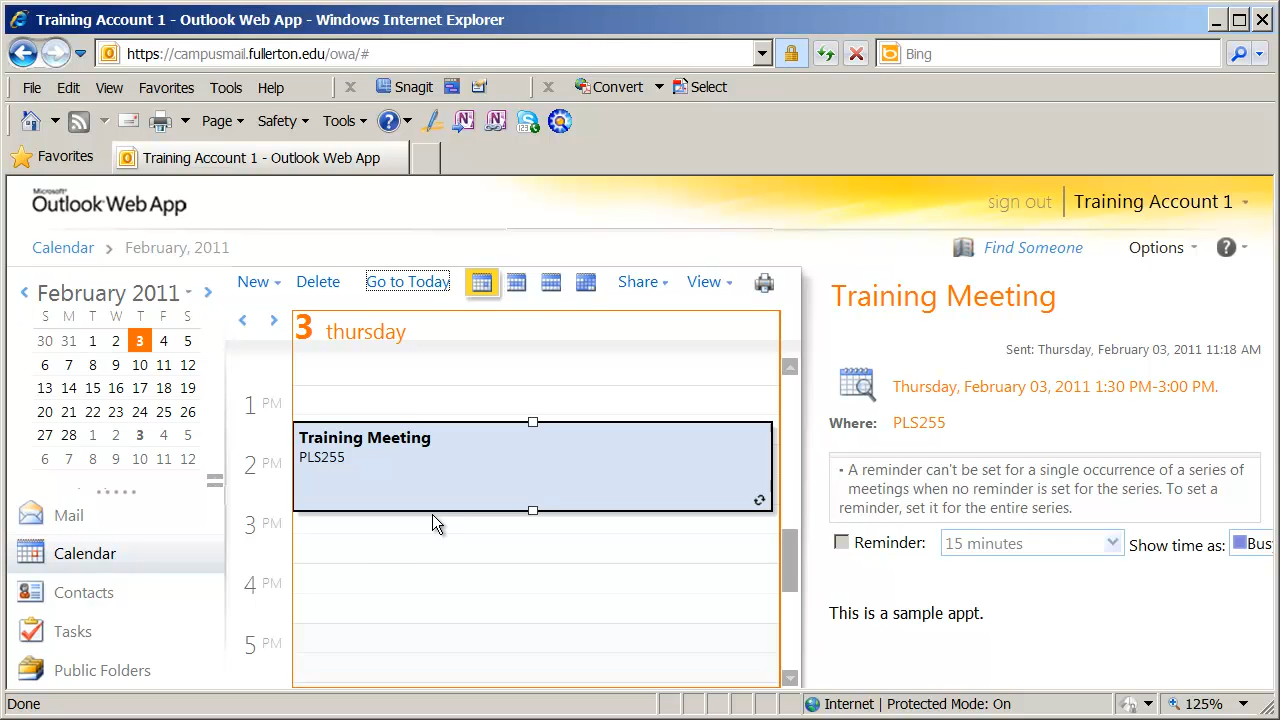 Training Account 1 - Outlook Web App - Windows Internet Explorer
https://campusmail.fullerton.edu/owa/#
Bing
File Edit View Favorites Tools Help
Snagit
Convert
Select
Page Safety Tools
Favorites
Training Account 1 - Outlook Web App
Microsoft®
Outlook Web App
sign out
Training Account 1
Calendar
February, 2011
Find Someone
Options
February 2011
S M T W T F S
30 31 1 2 3 4 5
6 7 8 9 10 11 12
13 14 15 16 17 18 19
20 21 22 23 24 25 26
27 28 1 2 3 4 5
6 7 8 9 10 11 12
Mail
Calendar
Contacts
Tasks
Public Folders
New Delete Go to Today Share View
3 thursday
1 PM
2 PM
3 PM
4 PM
5 PM
Training Meeting
PLS255
Training Meeting
Sent: Thursday, February 03, 2011 11:18 AM
Thursday, February 03, 2011 1:30 PM-3:00 PM.
Where: PLS255
• A reminder can't be set for a single occurrence of a series of
meetings when no reminder is set for the series. To set a
reminder, set it for the entire series.
Reminder: 15 minutes Show time as: Bus
This is a sample appt.
Done
Internet | Protected Mode: On
125%